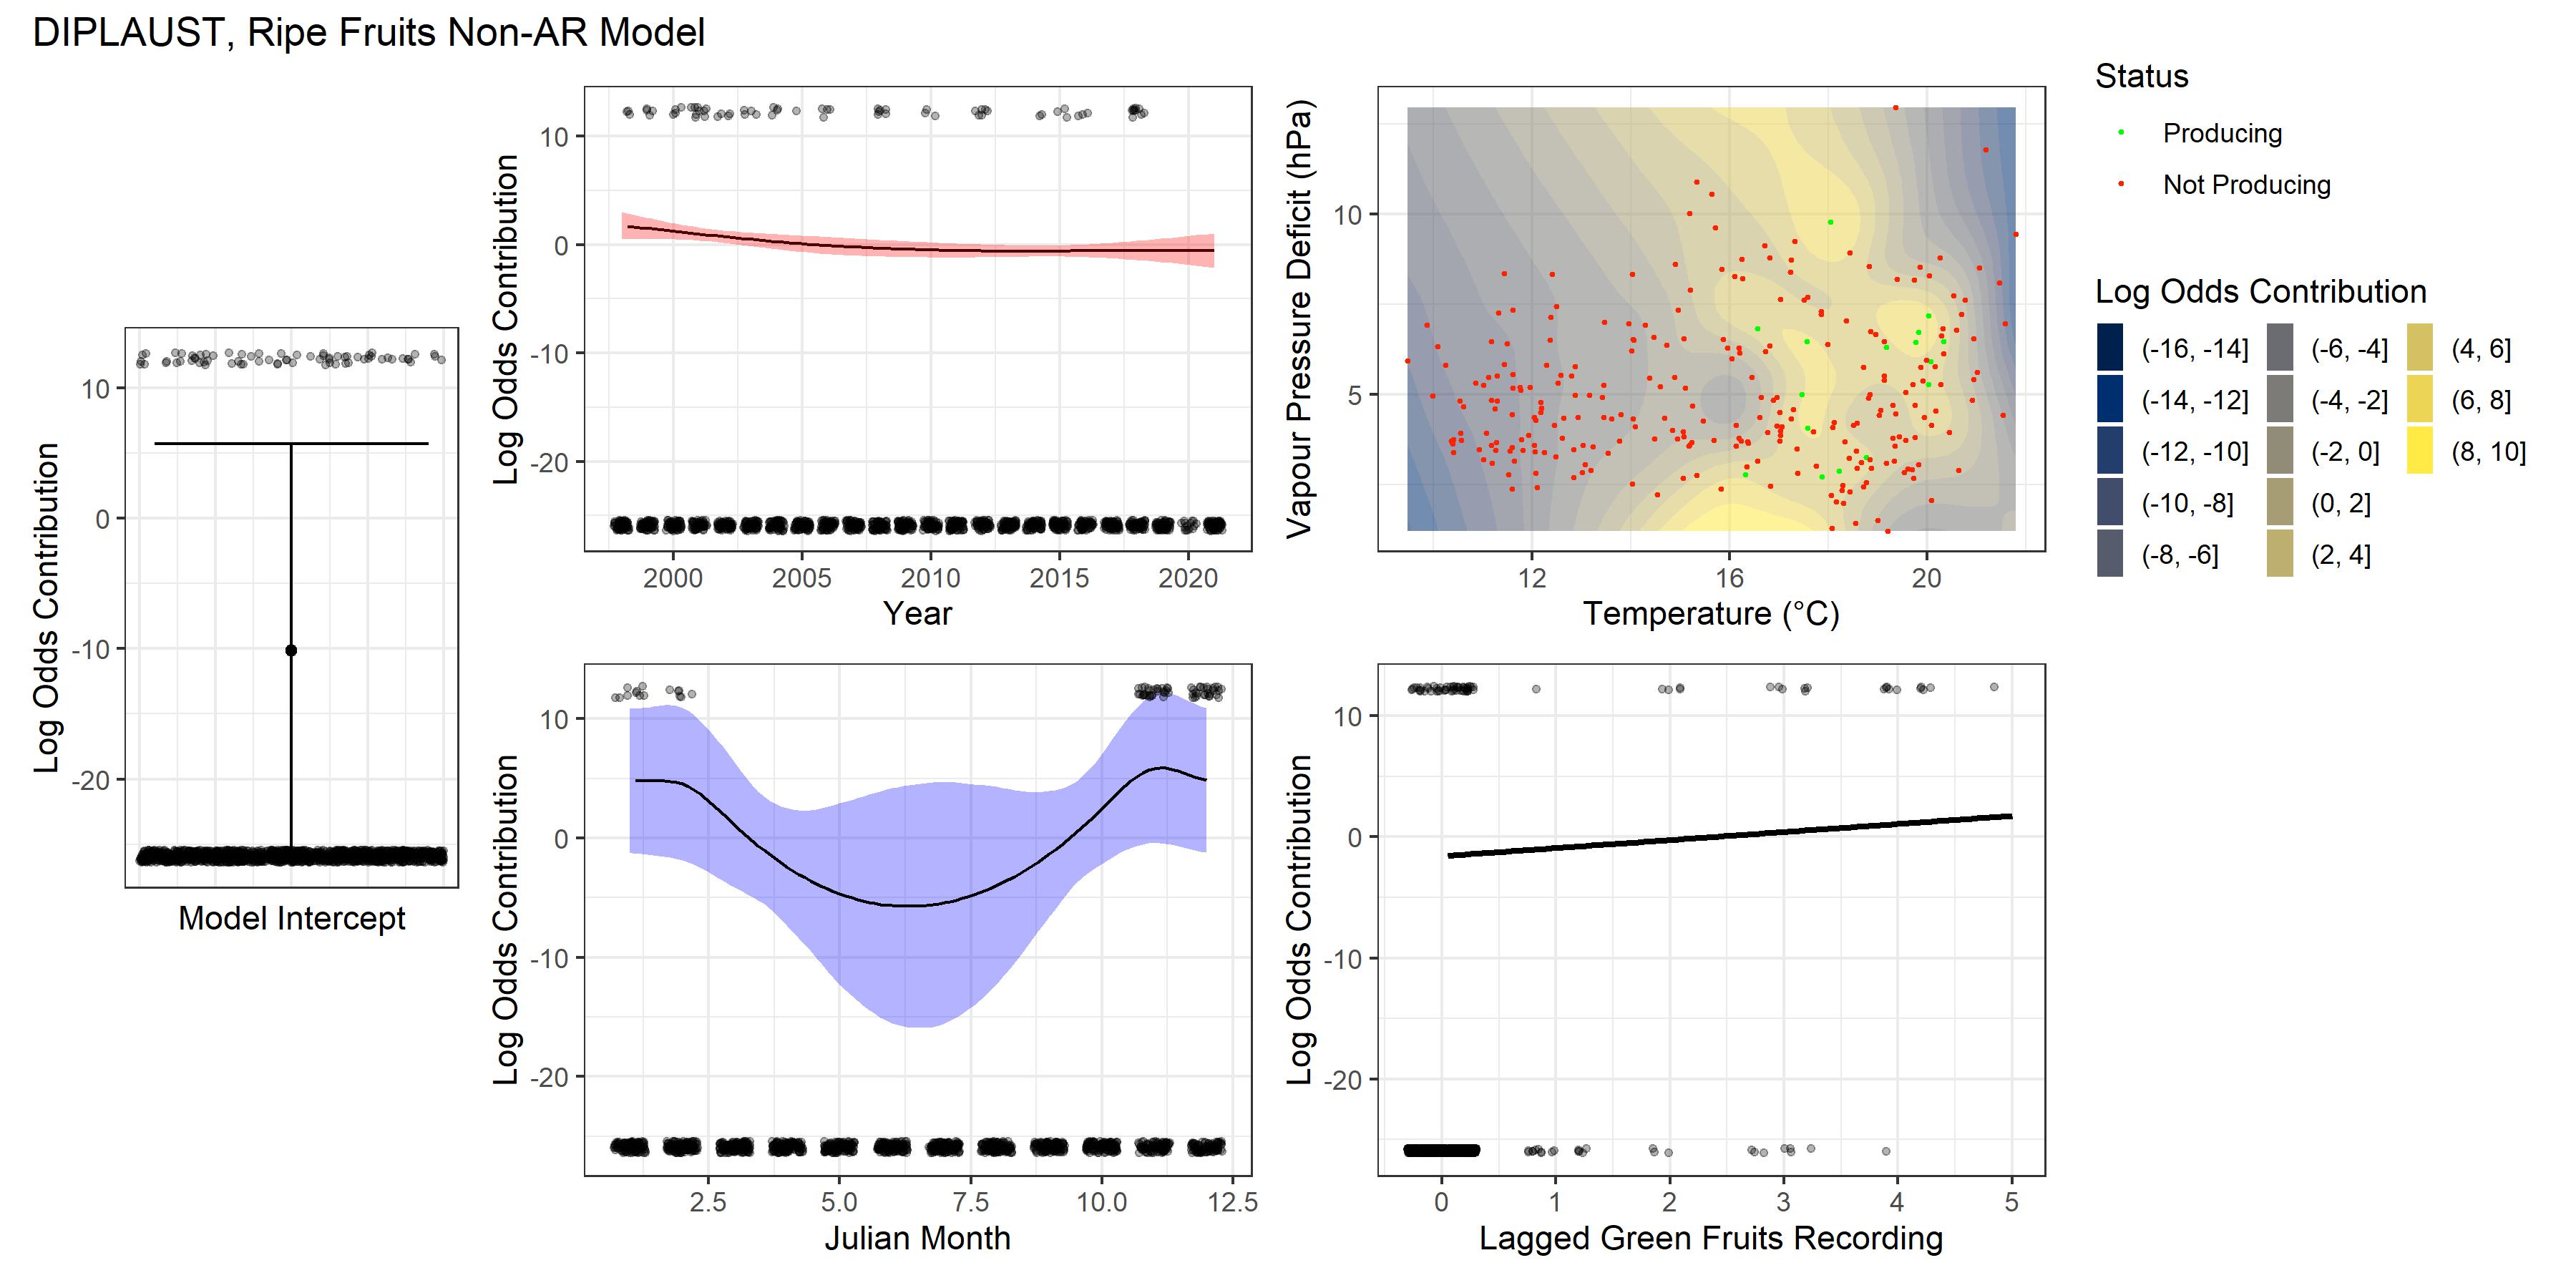 DIPLAUST, Ripe Fruits Non-AR Model
Log Odds Contribution
10
0
-10
-20
Model Intercept
Log Odds Contribution
10
0
-10
-20
2000 2005 2010 2015 2020
Year
Vapour Pressure Deficit (hPa)
10
5
12 16 20
Temperature (°C)
Log Odds Contribution
10
0
-10
-20
2.5 5.0 7.5 10.0 12.5
Julian Month
Log Odds Contribution
10
0
-10
-20
0 1 2 3 4 5
Lagged Green Fruits Recording
Status
Producing
Not Producing
Log Odds Contribution
(-16, -14] (-6, -4] (4, 6]
(-14, -12] (-4, -2] (6, 8]
(-12, -10] (-2, 0] (8, 10]
(-10, -8] (0, 2]
(-8, -6] (2, 4]